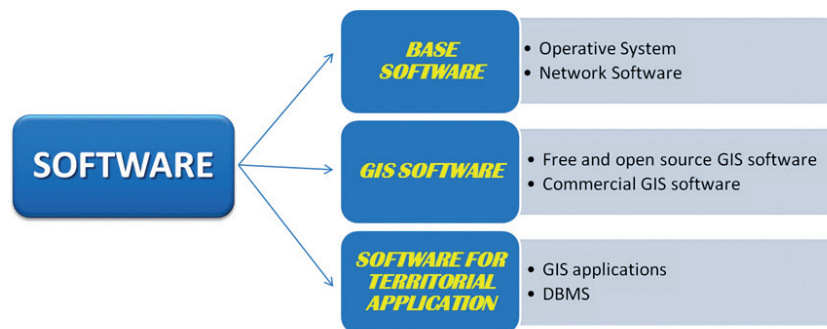 SOFTWARE
BASE
SOFTWARE
• Operative System
• Network Software
GIS SOFTWARE
• Free and open source GIS software
• Commercial GIS software
SOFTWARE FOR
TERRITORIAL
APPLICATION
• GIS applications
• DBMS